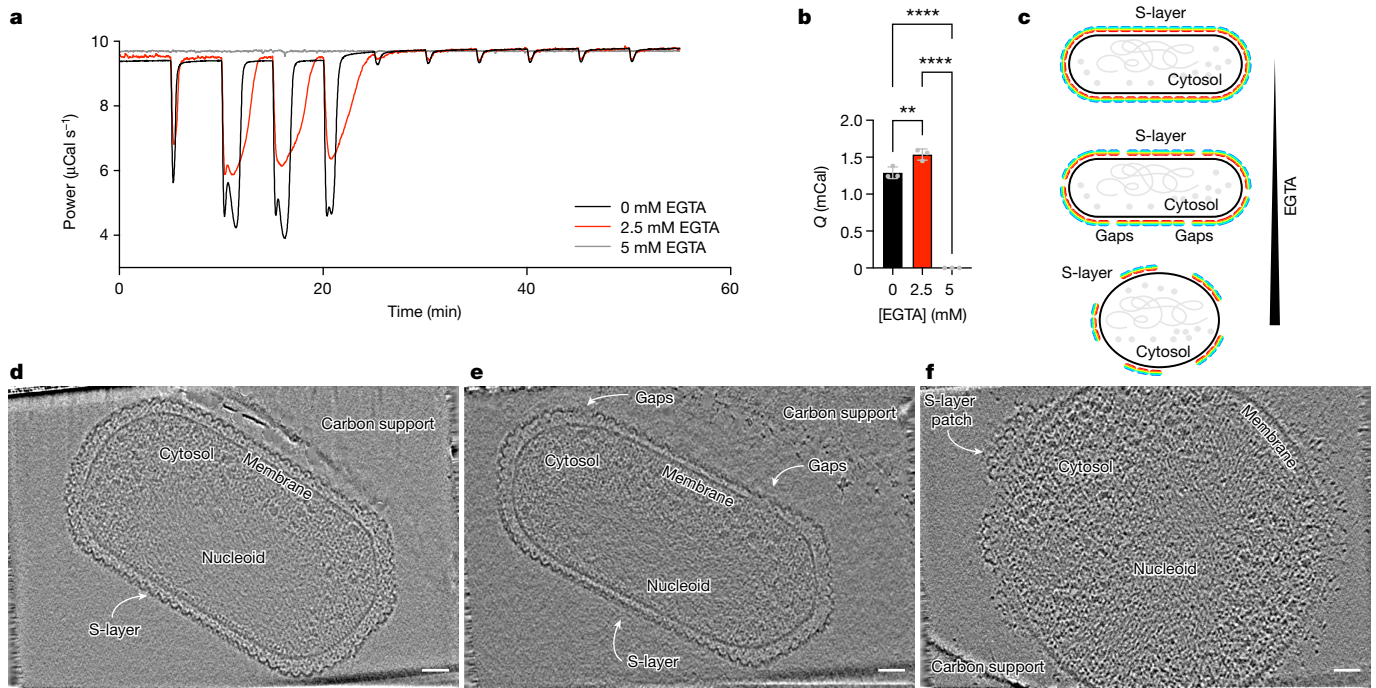 a
10
8
6
4
Power (μCal s⁻¹)
0 mM EGTA
2.5 mM EGTA
5 mM EGTA
0
20
40
60
Time (min)
b
****
****
**
2.0
1.5
1.0
0.5
0
Q (mCal)
0
2.5
5
[EGTA] (mM)
c
S-layer
Cytosol
S-layer
Cytosol
Gaps
Gaps
S-layer
Cytosol
EGTA
d
Carbon support
Cytosol
Membrane
Nucleoid
S-layer
e
Gaps
Carbon support
Cytosol
Membrane
Gaps
Nucleoid
S-layer
f
S-layer
patch
Membrane
Cytosol
Nucleoid
Carbon support